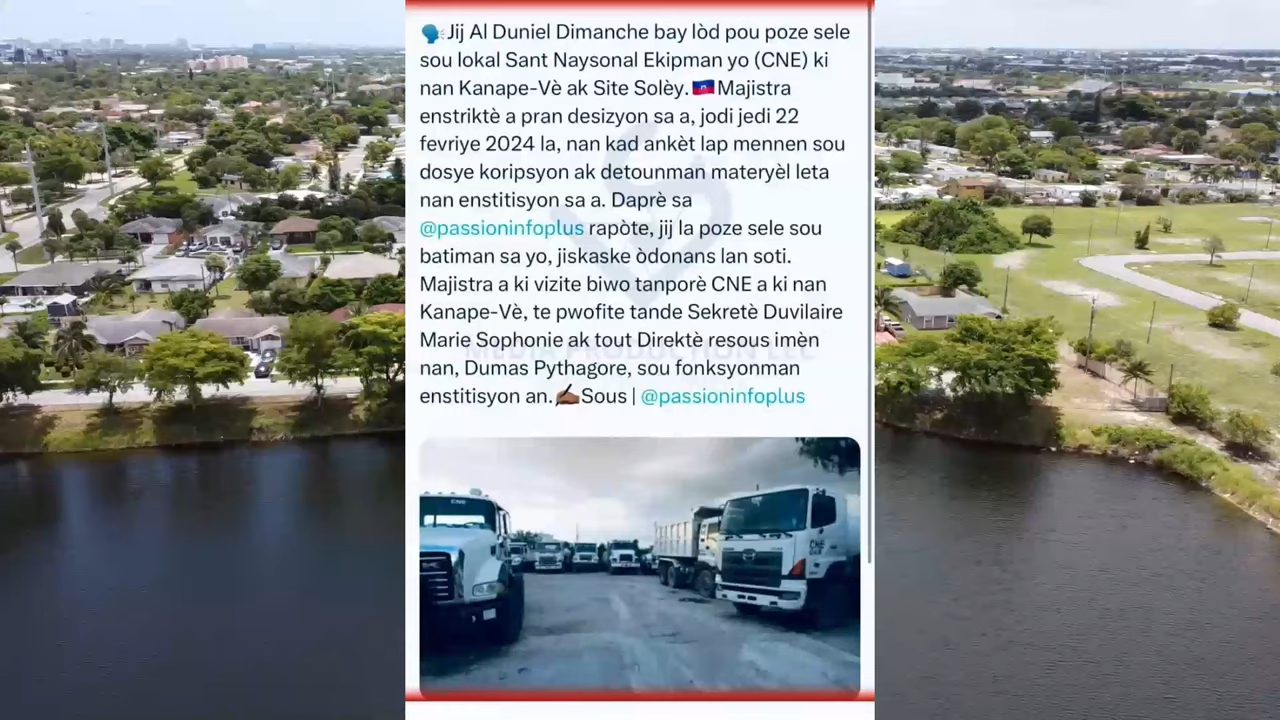 🗣️Jij Al Duniel Dimanche bay lòd pou poze sele
sou lokal Sant Naysonal Ekipman yo (CNE) ki
nan Kanape-Vè ak Site Solèy.🇭🇹Majistra
enstriktè a pran desizyon sa a, jodi jedi 22
fevriye 2024 la, nan kad ankèt lap mennen sou
dosye koripsyon ak detounman materyèl leta
nan enstitisyon sa a. Daprè sa
@passioninfoplus rapòte, jij la poze sele sou
batiman sa yo, jiskaske òdonans lan soti.
Majistra a ki vizite biwo tanporè CNE a ki nan
Kanape-Vè, te pwofite tande Sekretè Duvilaire
Marie Sophonie ak tout Direktè resous imèn
nan, Dumas Pythagore, sou fonksyonman
enstitisyon an.✍🏾Sous | @passioninfoplus
MEDIA PRODUCTION LLC
CNE
CNE